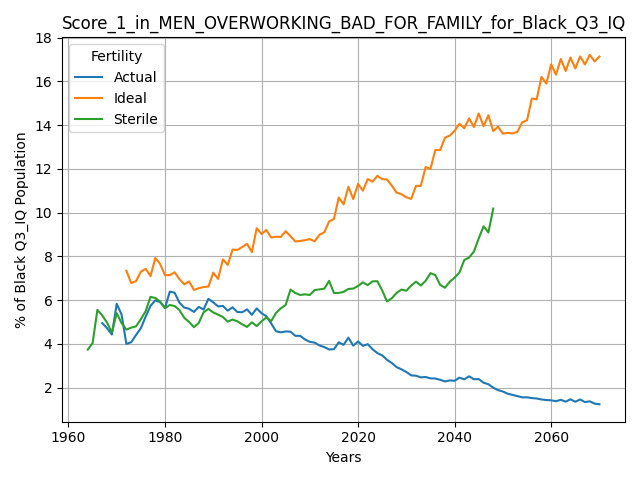 Score_1_in_MEN_OVERWORKING_BAD_FOR_FAMILY_for_Black_Q3_IQ
18
16
14
12
10
8
6
4
2
% of Black Q3_IQ Population
Fertility
Actual
Ideal
Sterile
1960
1980
2000
2020
2040
2060
Years